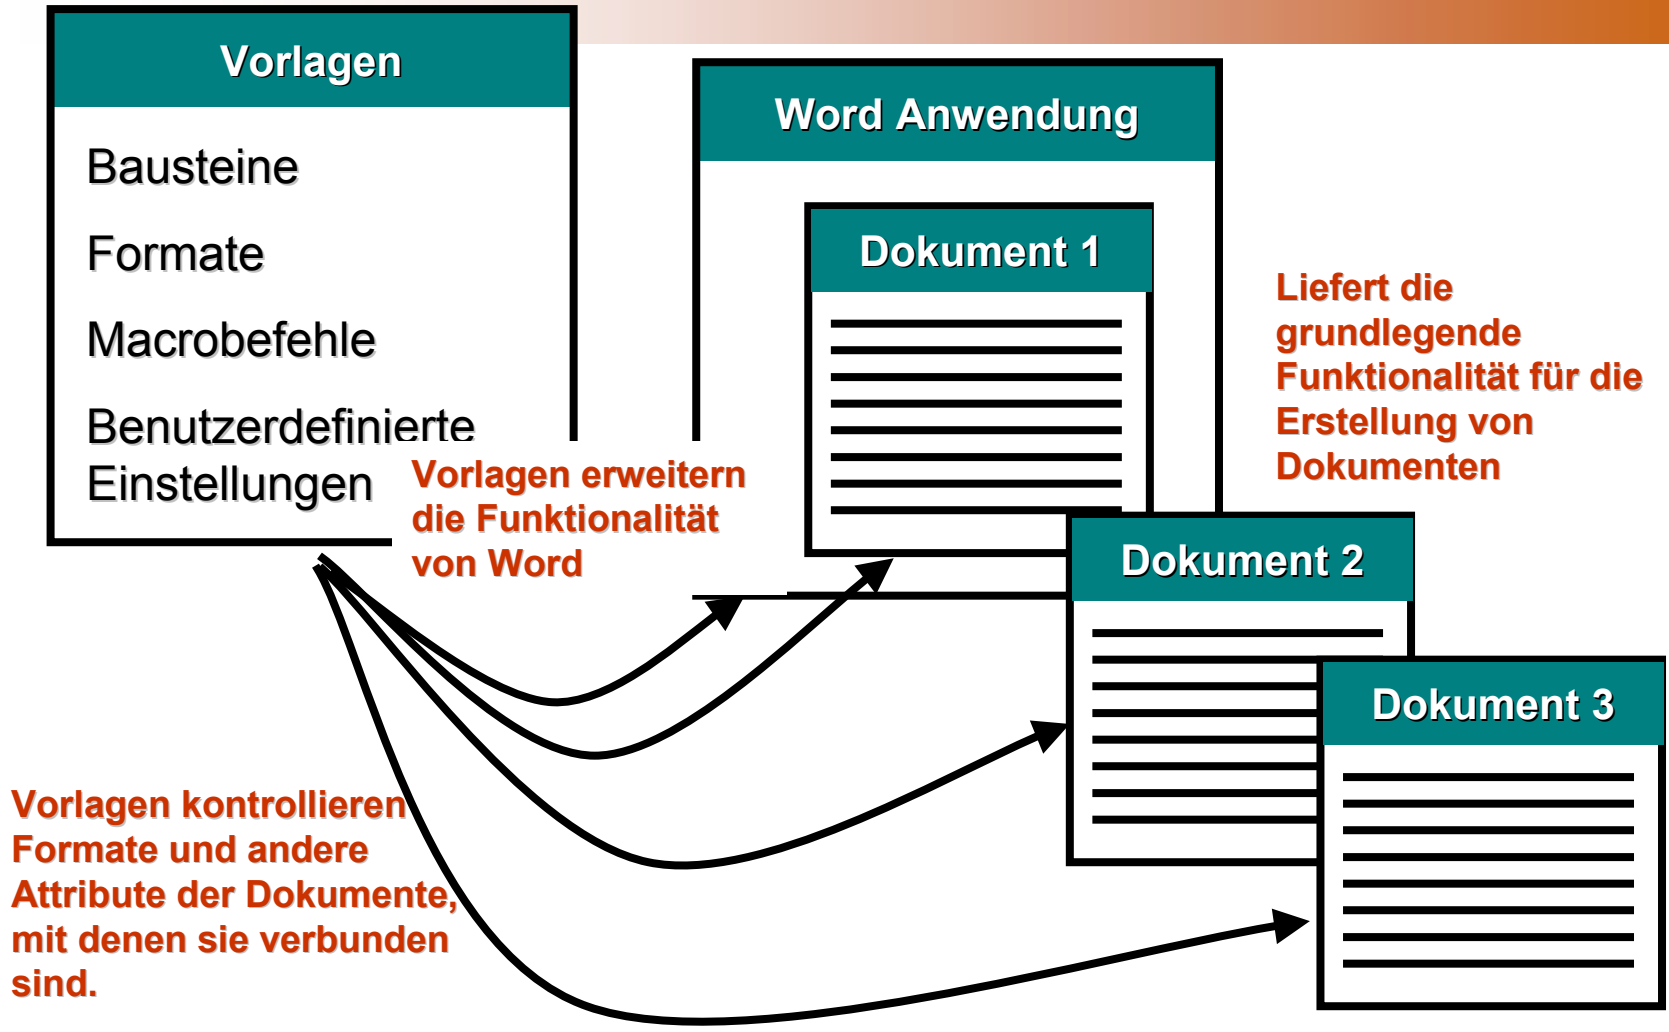 Vorlagen
Bausteine
Formate
Macrobefehle
Benutzerdefinierte
Einstellungen
Word Anwendung
Dokument 1
Liefert die
grundlegende
Funktionalität für die
Erstellung von
Dokumenten
Vorlagen erweitern
die Funktionalität
von Word
Dokument 2
Dokument 3
Vorlagen kontrollieren
Formate und andere
Attribute der Dokumente,
mit denen sie verbunden
sind.